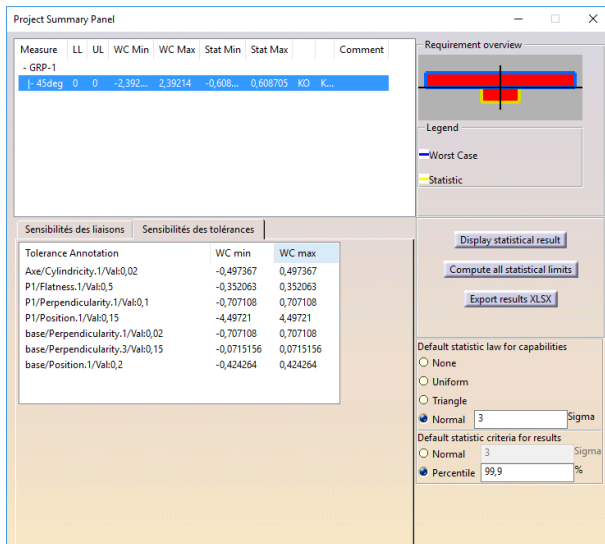 Project Summary Panel
Measure LL UL WC Min WC Max Stat Min Stat Max Comment
- GRP-1
|- 45deg 0 0 -2,392... 2,39214 -0,608... 0,608705 KO K...
Requirement overview
Legend
Worst Case
Statistic
Sensibilités des liaisons Sensibilités des tolérances
Tolerance Annotation WC min WC max
Axe/Cylindricity.1/Val:0,02 -0,497367 0,497367
P1/Flatness.1/Val:0,5 -0,352063 0,352063
P1/Perpendicularity.1/Val:0,1 -0,707108 0,707108
P1/Position.1/Val:0,15 -4,49721 4,49721
base/Perpendicularity.1/Val:0,02 -0,707108 0,707108
base/Perpendicularity.3/Val:0,15 -0,0715156 0,0715156
base/Position.1/Val:0,2 -0,424264 0,424264
Display statistical result
Compute all statistical limits
Export results XLSX
Default statistic law for capabilities
None
Uniform
Triangle
Normal 3 Sigma
Default statistic criteria for results
Normal 3 Sigma
Percentile 99,9 %